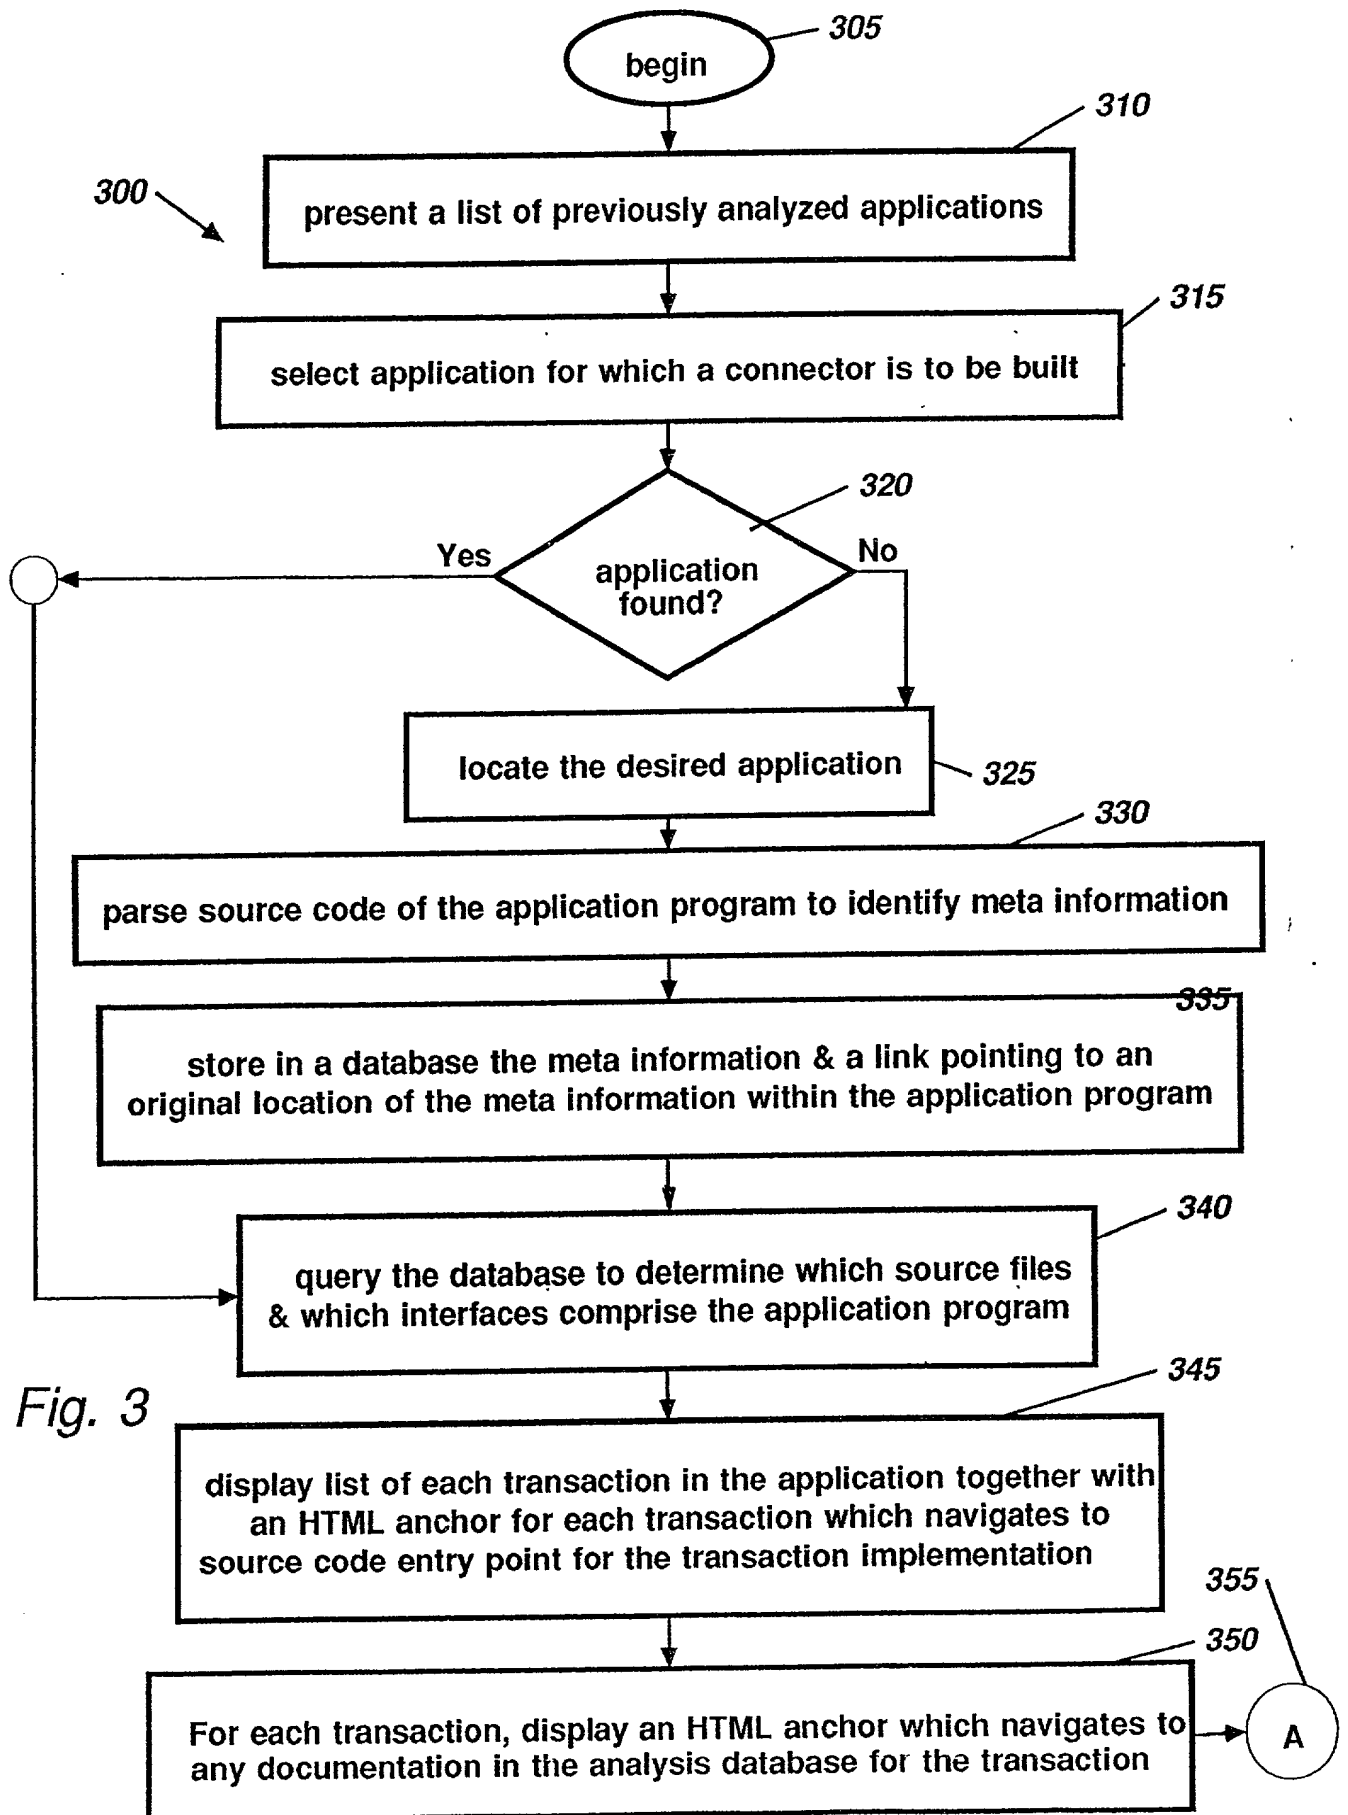 305
begin
310
300
present a list of previously analyzed applications
315
select application for which a connector is to be built
320
Yes
No
application
found?
locate the desired application
325
330
parse source code of the application program to identify meta information
335
store in a database the meta information & a link pointing to an
original location of the meta information within the application program
340
query the database to determine which source files
& which interfaces comprise the application program
345
Fig. 3
display list of each transaction in the application together with
an HTML anchor for each transaction which navigates to
source code entry point for the transaction implementation
355
350
For each transaction, display an HTML anchor which navigates to
any documentation in the analysis database for the transaction
A